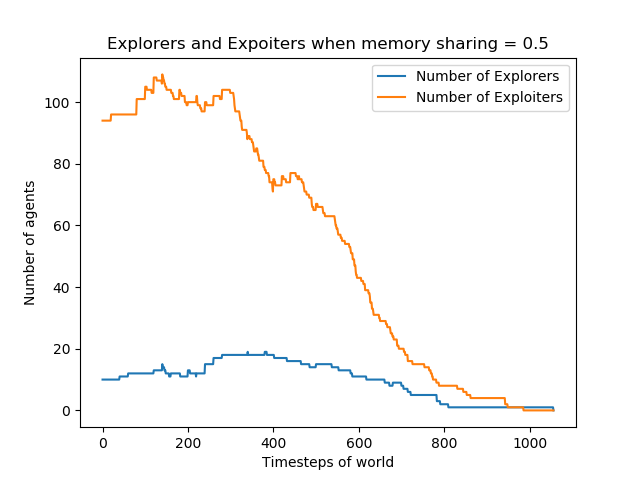 Explorers and Expoiters when memory sharing = 0.5
Number of Explorers
Number of Exploiters
Number of agents
100
80
60
40
20
0
0 200 400 600 800 1000
Timesteps of world